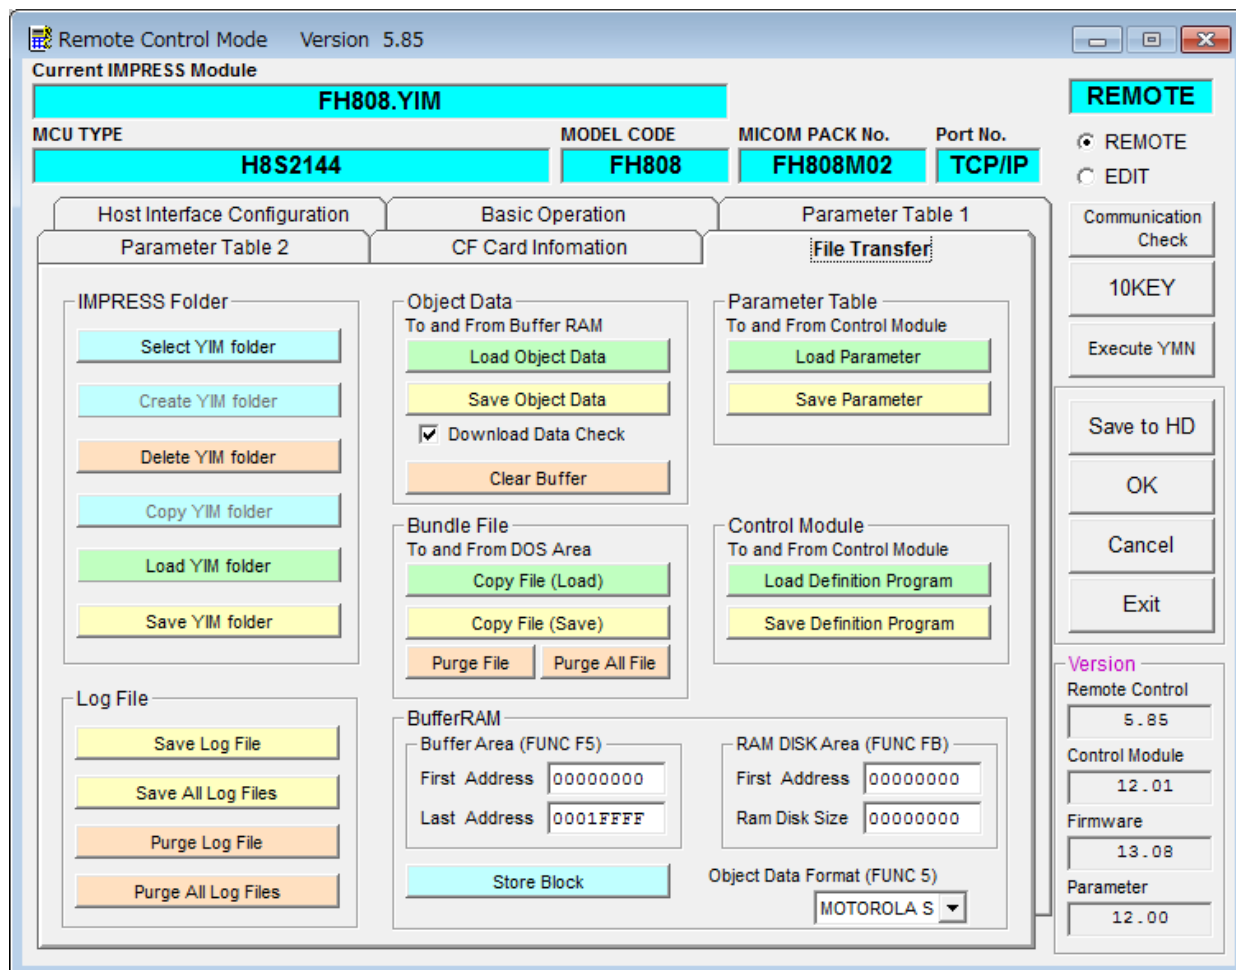 Remote Control Mode Version 5.85
Current IMPRESS Module
FH808.YIM
REMOTE
MCU TYPE MODEL CODE MICOM PACK No. Port No.
H8S2144 FH808 FH808M02 TCP/IP
REMOTE
EDIT
Host Interface Configuration Basic Operation Parameter Table 1
Parameter Table 2 CF Card Infomation File Transfer
IMPRESS Folder
Select YIM folder
Create YIM folder
Delete YIM folder
Copy YIM folder
Load YIM folder
Save YIM folder
Log File
Save Log File
Save All Log Files
Purge Log File
Purge All Log Files
Object Data
To and From Buffer RAM
Load Object Data
Save Object Data
Download Data Check
Clear Buffer
Bundle File
To and From DOS Area
Copy File (Load)
Copy File (Save)
Purge File Purge All File
Parameter Table
To and From Control Module
Load Parameter
Save Parameter
Control Module
To and From Control Module
Load Definition Program
Save Definition Program
BufferRAM
Buffer Area (FUNC F5)
First Address 00000000
Last Address 0001FFFF
RAM DISK Area (FUNC FB)
First Address 00000000
Ram Disk Size 00000000
Store Block
Object Data Format (FUNC 5)
MOTOROLA S
Communication
Check
10KEY
Execute YMN
Save to HD
OK
Cancel
Exit
Version
Remote Control
5.85
Control Module
12.01
Firmware
13.08
Parameter
12.00